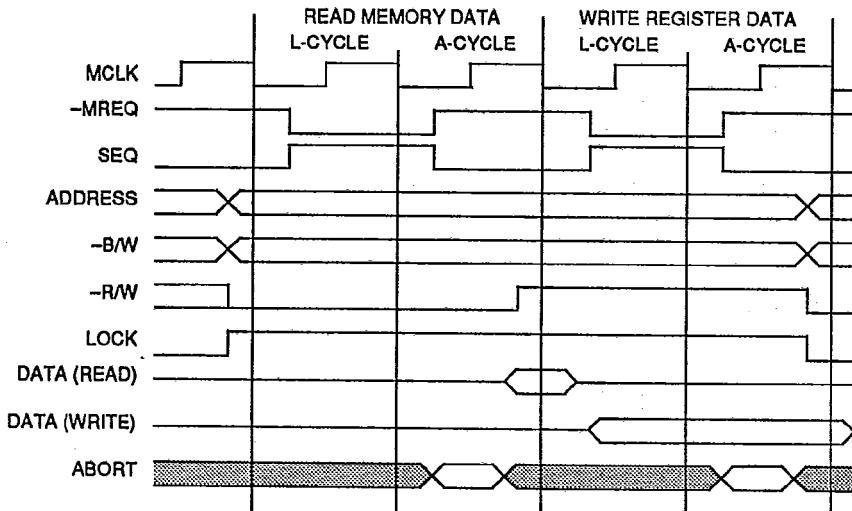 READ MEMORY DATA WRITE REGISTER DATA
L-CYCLE A-CYCLE L-CYCLE A-CYCLE
MCLK
–MREQ
SEQ
ADDRESS
–B/W
–R/W
LOCK
DATA (READ)
DATA (WRITE)
ABORT